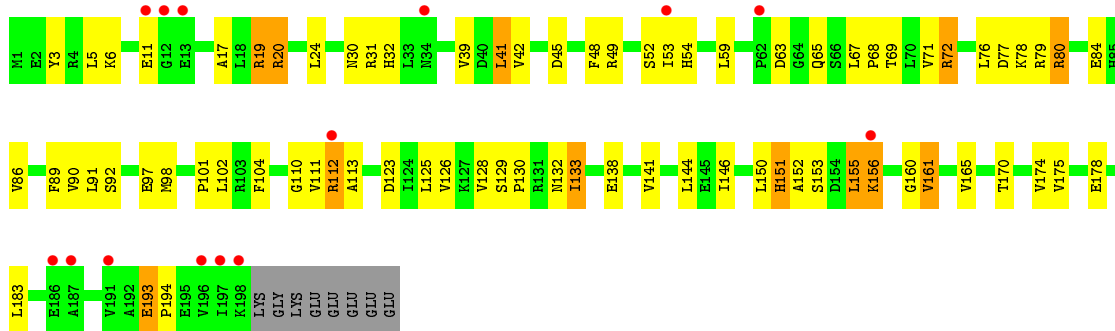 M1 E2 Y3 R4 L5 K6 E11 G12 E13 A17 L18 R19 R20 L24 N30 R31 H32 L33 N34 V39 D40 L41 V42 D45 F48 R49 S52 I53 H54 L59 P62 D63 G64 Q65 S66 L67 P68 T69 L70 V71 R72 L76 D77 K78 R79 R80 E84 H85
V86 F89 V90 L91 S92 E97 M98 P101 L102 R103 F104 G110 V111 R112 A113 D123 I124 L125 V126 K127 V128 S129 P130 R131 N132 I133 E138 V141 L144 E145 I146 L150 H151 A152 S153 D154 L155 K156 G160 V161 V165 T170 V174 V175 E178
L183 E186 A187 V191 A192 E193 P194 E195 V196 I197 K198 LYS GLY LYS GLU GLU GLU GLU GLU